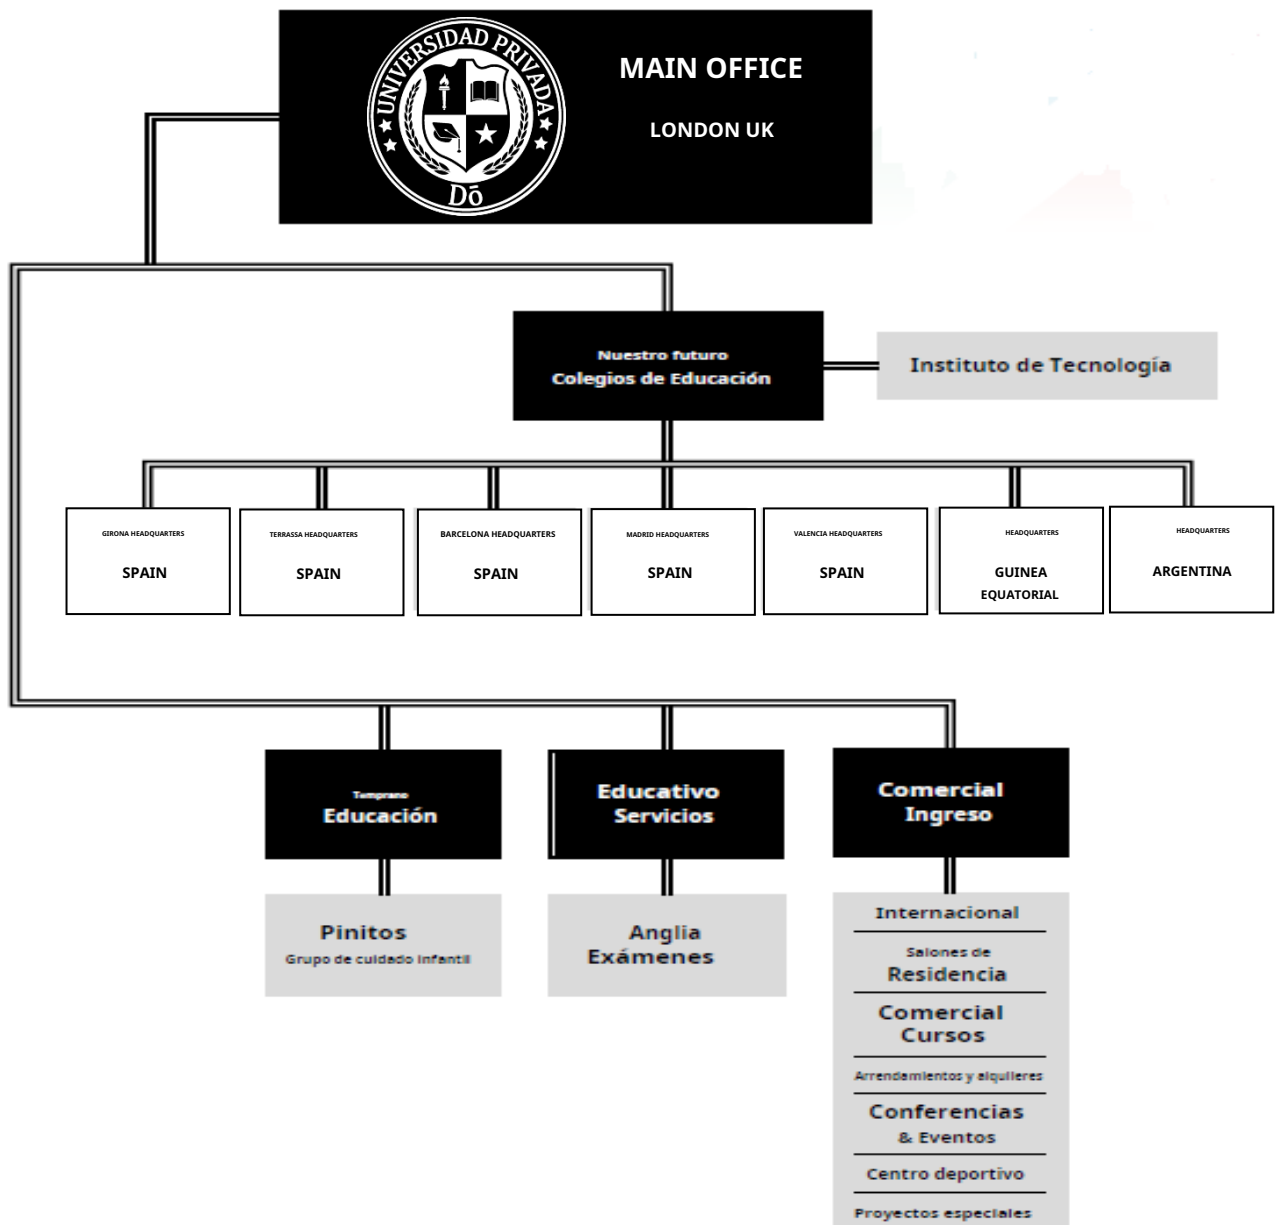 UNIVERSIDAD PRIVADA
Dō
MAIN OFFICE
LONDON UK
Nuestro futuro
Colegios de Educación
Instituto de Tecnología
GIRONA HEADQUARTERS
SPAIN
TERRASSA HEADQUARTERS
SPAIN
BARCELONA HEADQUARTERS
SPAIN
MADRID HEADQUARTERS
SPAIN
VALENCIA HEADQUARTERS
SPAIN
HEADQUARTERS
GUINEA
EQUATORIAL
HEADQUARTERS
ARGENTINA
Temprano
Educación
Educativo
Servicios
Comercial
Ingreso
Pinitos
Grupo de cuidado infantil
Anglia
Exámenes
Internacional
Salones de
Residencia
Comercial
Cursos
Arrendamientos y alquileres
Conferencias
& Eventos
Centro deportivo
Proyectos especiales